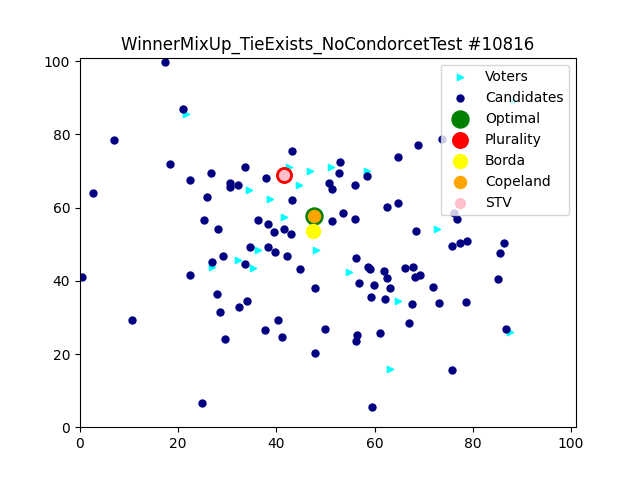 WinnerMixUp_TieExists_NoCondorcetTest #10816
Voters
Candidates
Optimal
Plurality
Borda
Copeland
STV
100
80
60
40
20
0
0 20 40 60 80 100